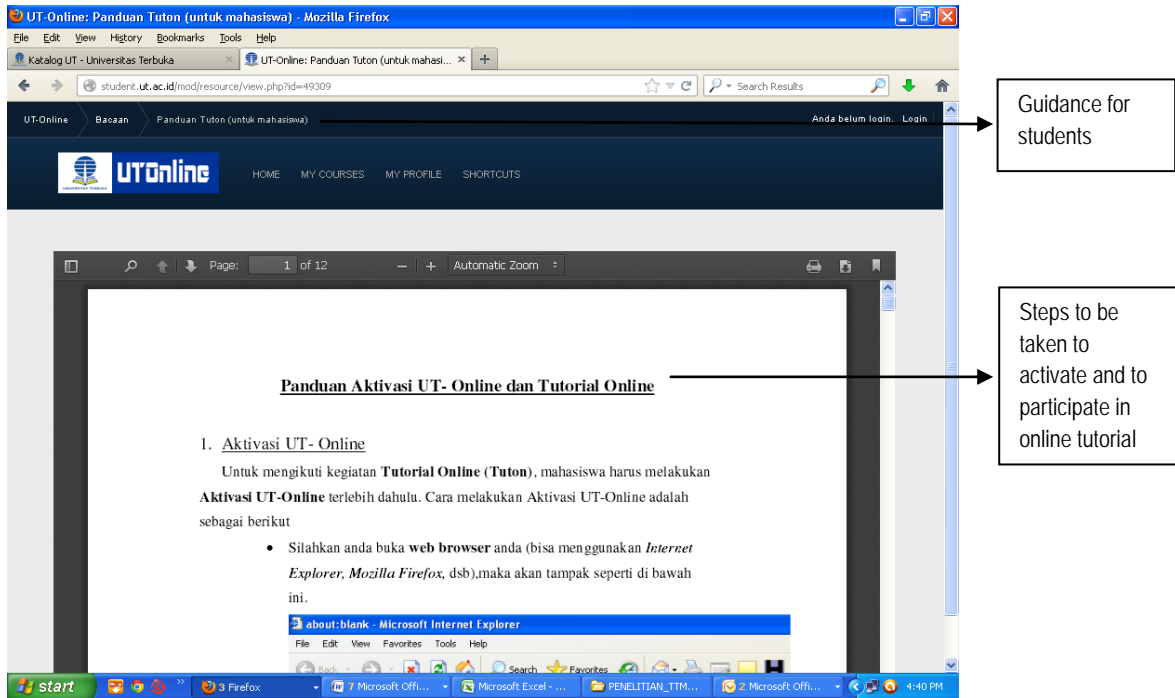 UT-Online: Panduan Tuton (untuk mahasiswa) - Mozilla Firefox
File Edit View History Bookmarks Tools Help
Katalog UT - Universitas Terbuka
UT-Online: Panduan Tuton (untuk mahasi...
student.ut.ac.id/mod/resource/view.php?id=49309
Search Results
UT-Online Bacaan Panduan Tuton (untuk mahasiswa)
Anda belum login. Login
Guidance for
students
UTOnline
HOME MY COURSES MY PROFILE SHORTCUTS
Page: 1 of 12
Automatic Zoom
Panduan Aktivasi UT- Online dan Tutorial Online
Steps to be
taken to
activate and to
participate in
online tutorial
1. Aktivasi UT- Online
Untuk mengikuti kegiatan Tutorial Online (Tuton), mahasiswa harus melakukan
Aktivasi UT-Online terlebih dahulu. Cara melakukan Aktivasi UT-Online adalah
sebagai berikut
• Silahkan anda buka web browser anda (bisa menggunakan Internet
Explorer, Mozilla Firefox, dsb),maka akan tampak seperti di bawah
ini.
about:blank - Microsoft Internet Explorer
File Edit View Favorites Tools Help
Back Search Favorites
start
3 Firefox
7 Microsoft Offi...
Microsoft Excel - ...
PENELITIAN_TTM...
2 Microsoft Offi...
4:40 PM